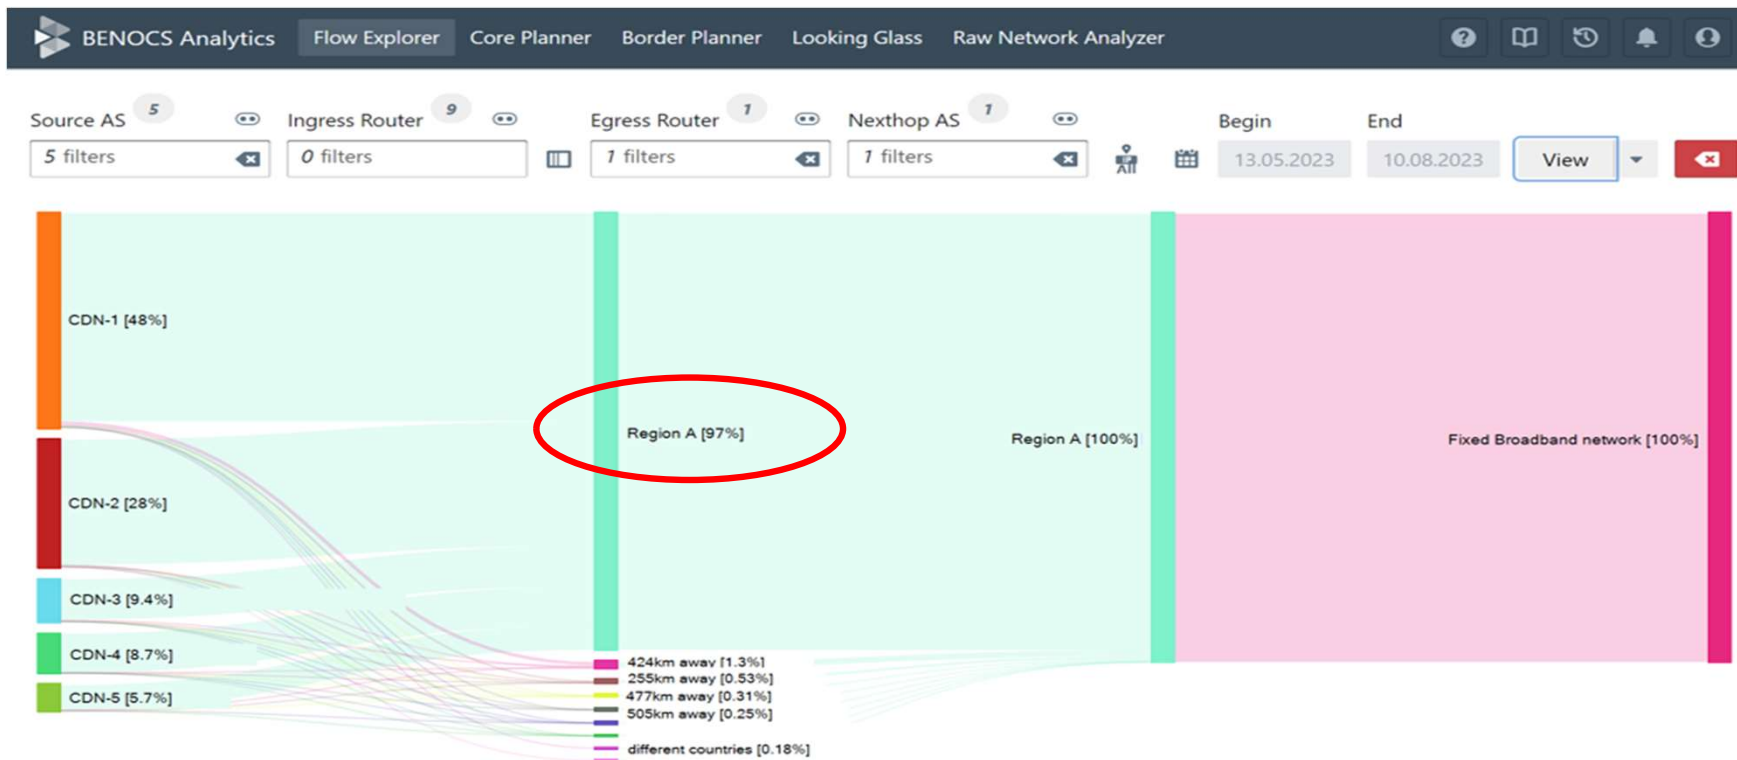 BENOCS Analytics Flow Explorer Core Planner Border Planner Looking Glass Raw Network Analyzer
Source AS 5 Ingress Router 9 Egress Router 1 Nexthop AS 1 Begin End
5 filters 0 filters 1 filters 1 filters All 13.05.2023 10.08.2023 View
CDN-1 [48%]
Region A [97%]
Region A [100%]
Fixed Broadband network [100%]
CDN-2 [28%]
CDN-3 [9.4%]
CDN-4 [8.7%]
CDN-5 [5.7%]
424km away [1.3%]
255km away [0.53%]
477km away [0.31%]
505km away [0.25%]
different countries [0.18%]